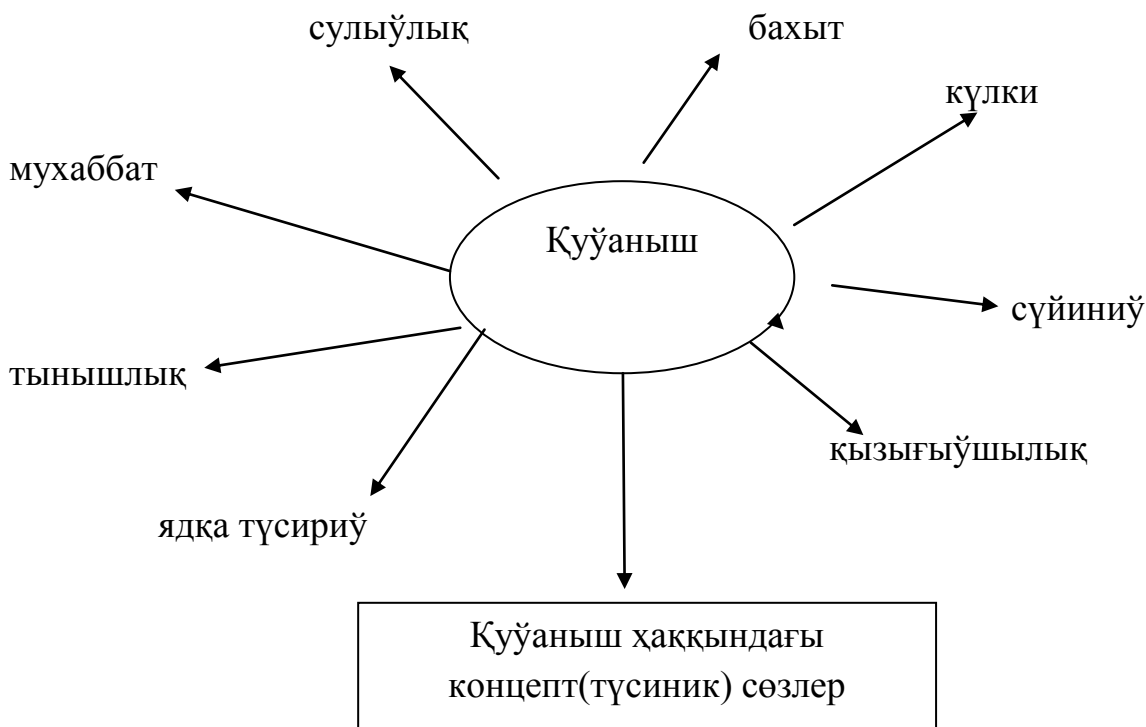 сулыўлық
бахыт
күлки
мухаббат
Қуўаныш
сүйиниў
тынышлық
қызығыўшылық
ядқа түсириў
Қуўаныш ҳаққындағы
концепт(түсиник) сөзлер